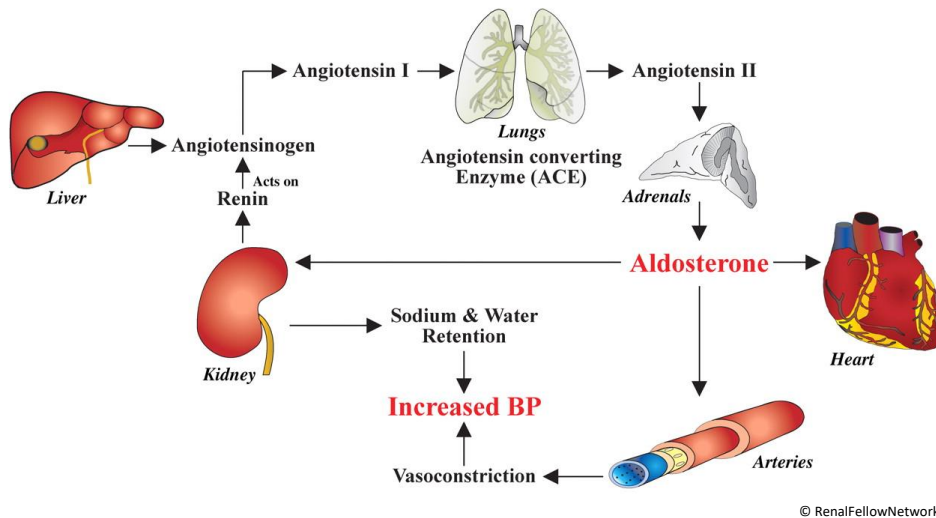 Angiotensin I
Angiotensin II
Lungs
Angiotensin converting
Enzyme (ACE)
Liver
Angiotensinogen
Acts on
Renin
Adrenals
Aldosterone
Kidney
Sodium & Water
Retention
Heart
Increased BP
Vasoconstriction
Arteries
© RenalFellowNetwork